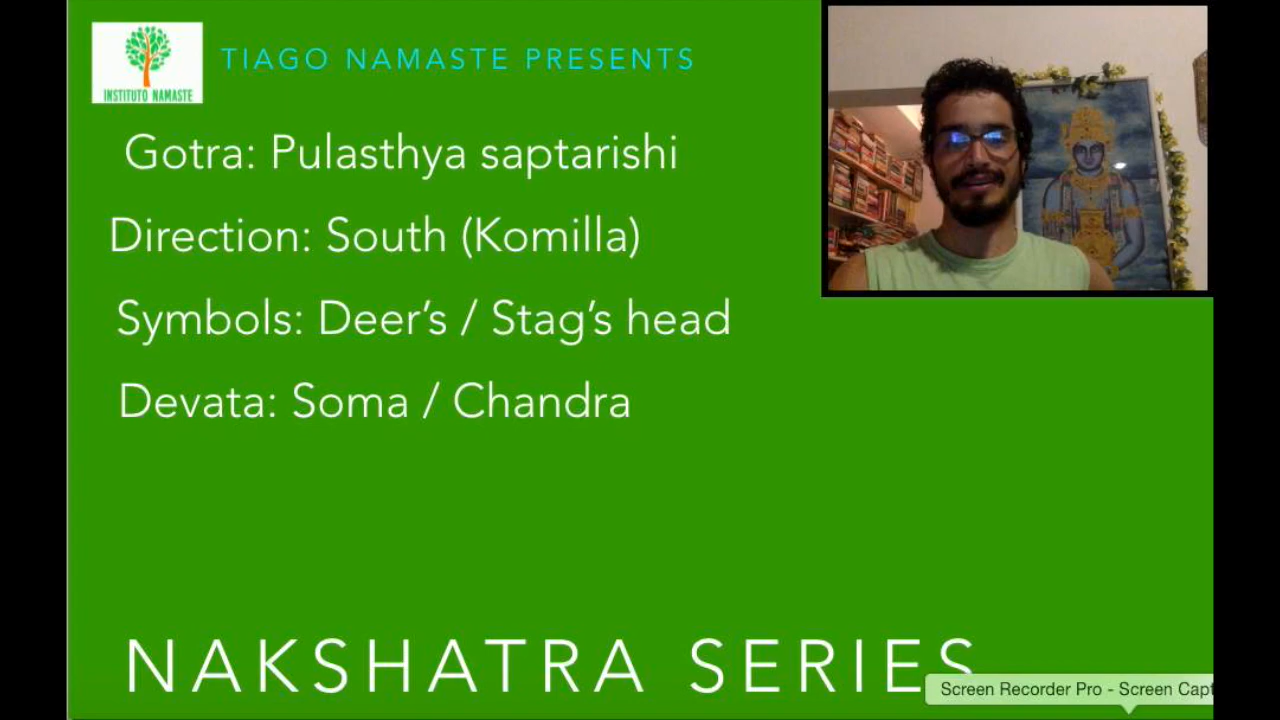 INSTITUTO NAMASTE
TIAGO NAMASTE PRESENTS
Gotra: Pulasthya saptarishi
Direction: South (Komilla)
Symbols: Deer’s / Stag’s head
Devata: Soma / Chandra
NAKSHATRA SERIES
Screen Recorder Pro - Screen Capt